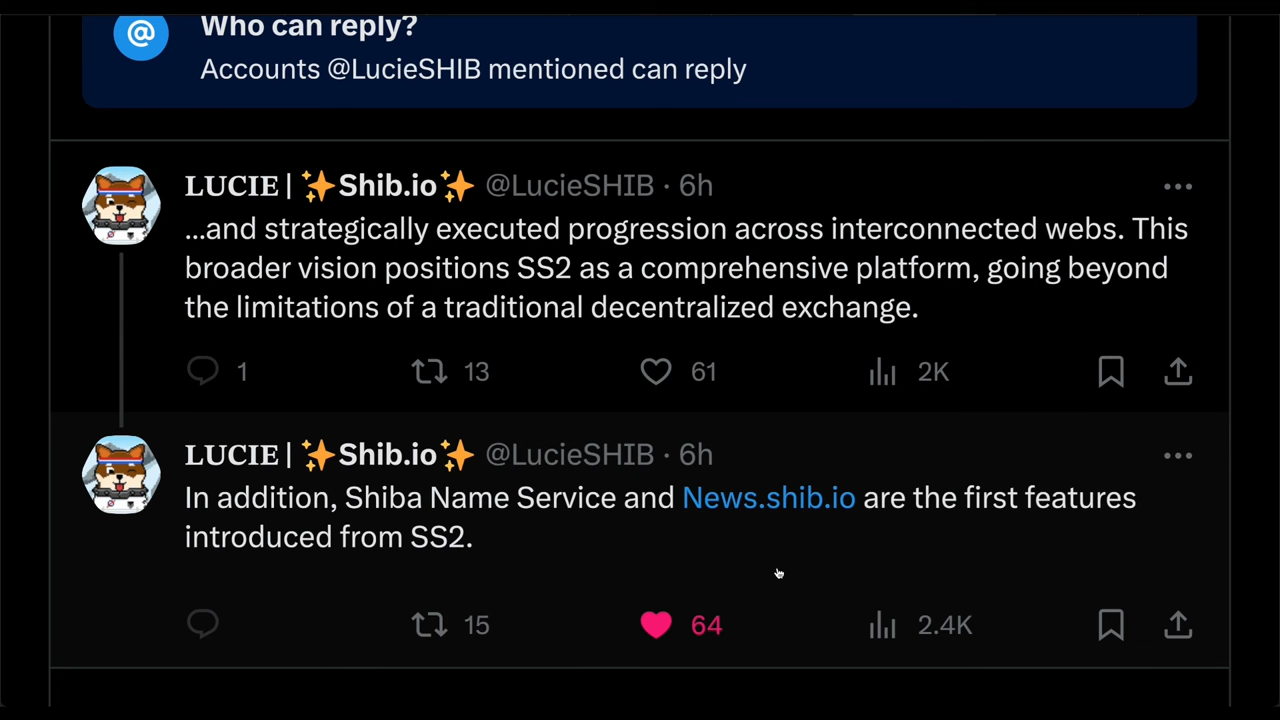 Who can reply?
Accounts @LucieSHIB mentioned can reply
LUCIE | ✨Shib.io✨ @LucieSHIB · 6h
...and strategically executed progression across interconnected webs. This
broader vision positions SS2 as a comprehensive platform, going beyond
the limitations of a traditional decentralized exchange.
1 13 61 2K
LUCIE | ✨Shib.io✨ @LucieSHIB · 6h
In addition, Shiba Name Service and News.shib.io are the first features
introduced from SS2.
15 64 2.4K